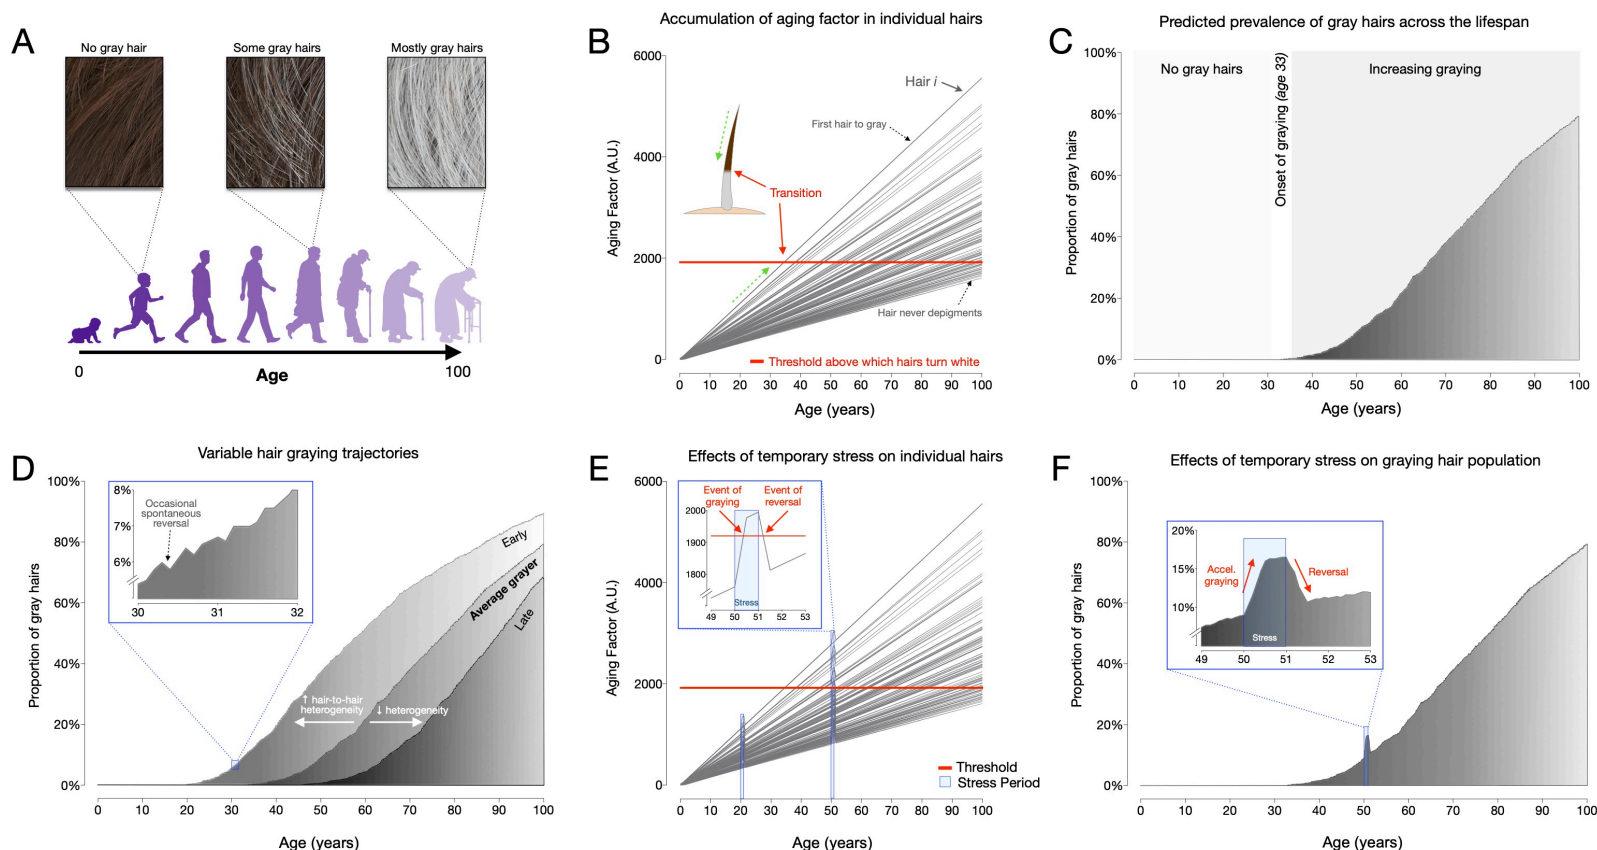 A
No gray hair
Some gray hairs
Mostly gray hairs
0
Age
100
B
Accumulation of aging factor in individual hairs
Aging Factor (A.U.)
6000
4000
2000
0
Hair i
First hair to gray
Transition
Hair never depigments
Threshold above which hairs turn white
0 10 20 30 40 50 60 70 80 90 100
Age (years)
C
Predicted prevalence of gray hairs across the lifespan
Proportion of gray hairs
100%
80%
60%
40%
20%
0%
No gray hairs
Onset of graying (age 33)
Increasing graying
0 10 20 30 40 50 60 70 80 90 100
Age (years)
D
Variable hair graying trajectories
Proportion of gray hairs
100%
80%
60%
40%
20%
0%
8%
7%
6%
Occasional
spontaneous
reversal
30 31 32
Early
Average grayer
Late
↑ hair-to-hair
heterogeneity
↓ heterogeneity
0 10 20 30 40 50 60 70 80 90 100
Age (years)
E
Effects of temporary stress on individual hairs
Aging Factor (A.U.)
6000
4000
2000
0
Event of
graying
Event of
reversal
2000
1900
1800
Stress
49 50 51 52 53
Threshold
Stress Period
0 10 20 30 40 50 60 70 80 90 100
Age (years)
F
Effects of temporary stress on graying hair population
Proportion of gray hairs
100%
80%
60%
40%
20%
0%
20%
15%
10%
Accel.
graying
Reversal
Stress
49 50 51 52 53
0 10 20 30 40 50 60 70 80 90 100
Age (years)